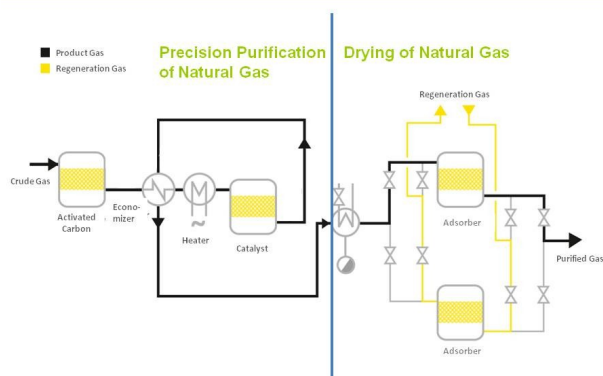 Product Gas
Regeneration Gas
Precision Purification
of Natural Gas
Drying of Natural Gas
Regeneration Gas
Crude Gas
Activated
Carbon
Econo-
mizer
Heater
Catalyst
Adsorber
Purified Gas
Adsorber